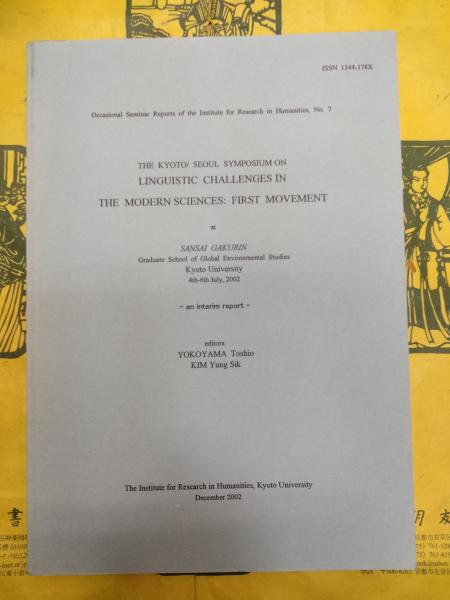 ISSN 1344-378X
Occasional Seminar Reports of the Institute for Research in Humanities, No. 7
THE KYOTO/ SEOUL SYMPOSIUM ON
LINGUISTIC CHALLENGES IN
THE MODERN SCIENCES: FIRST MOVEMENT
at
SANSAI GAKURIN
Graduate School of Global Environmental Studies
Kyoto University
4th-6th July, 2002
- an interim report -
editors
YOKOYAMA Toshio
KIM Yung Sik
The Institute for Research in Humanities, Kyoto University
December 2002
書
友